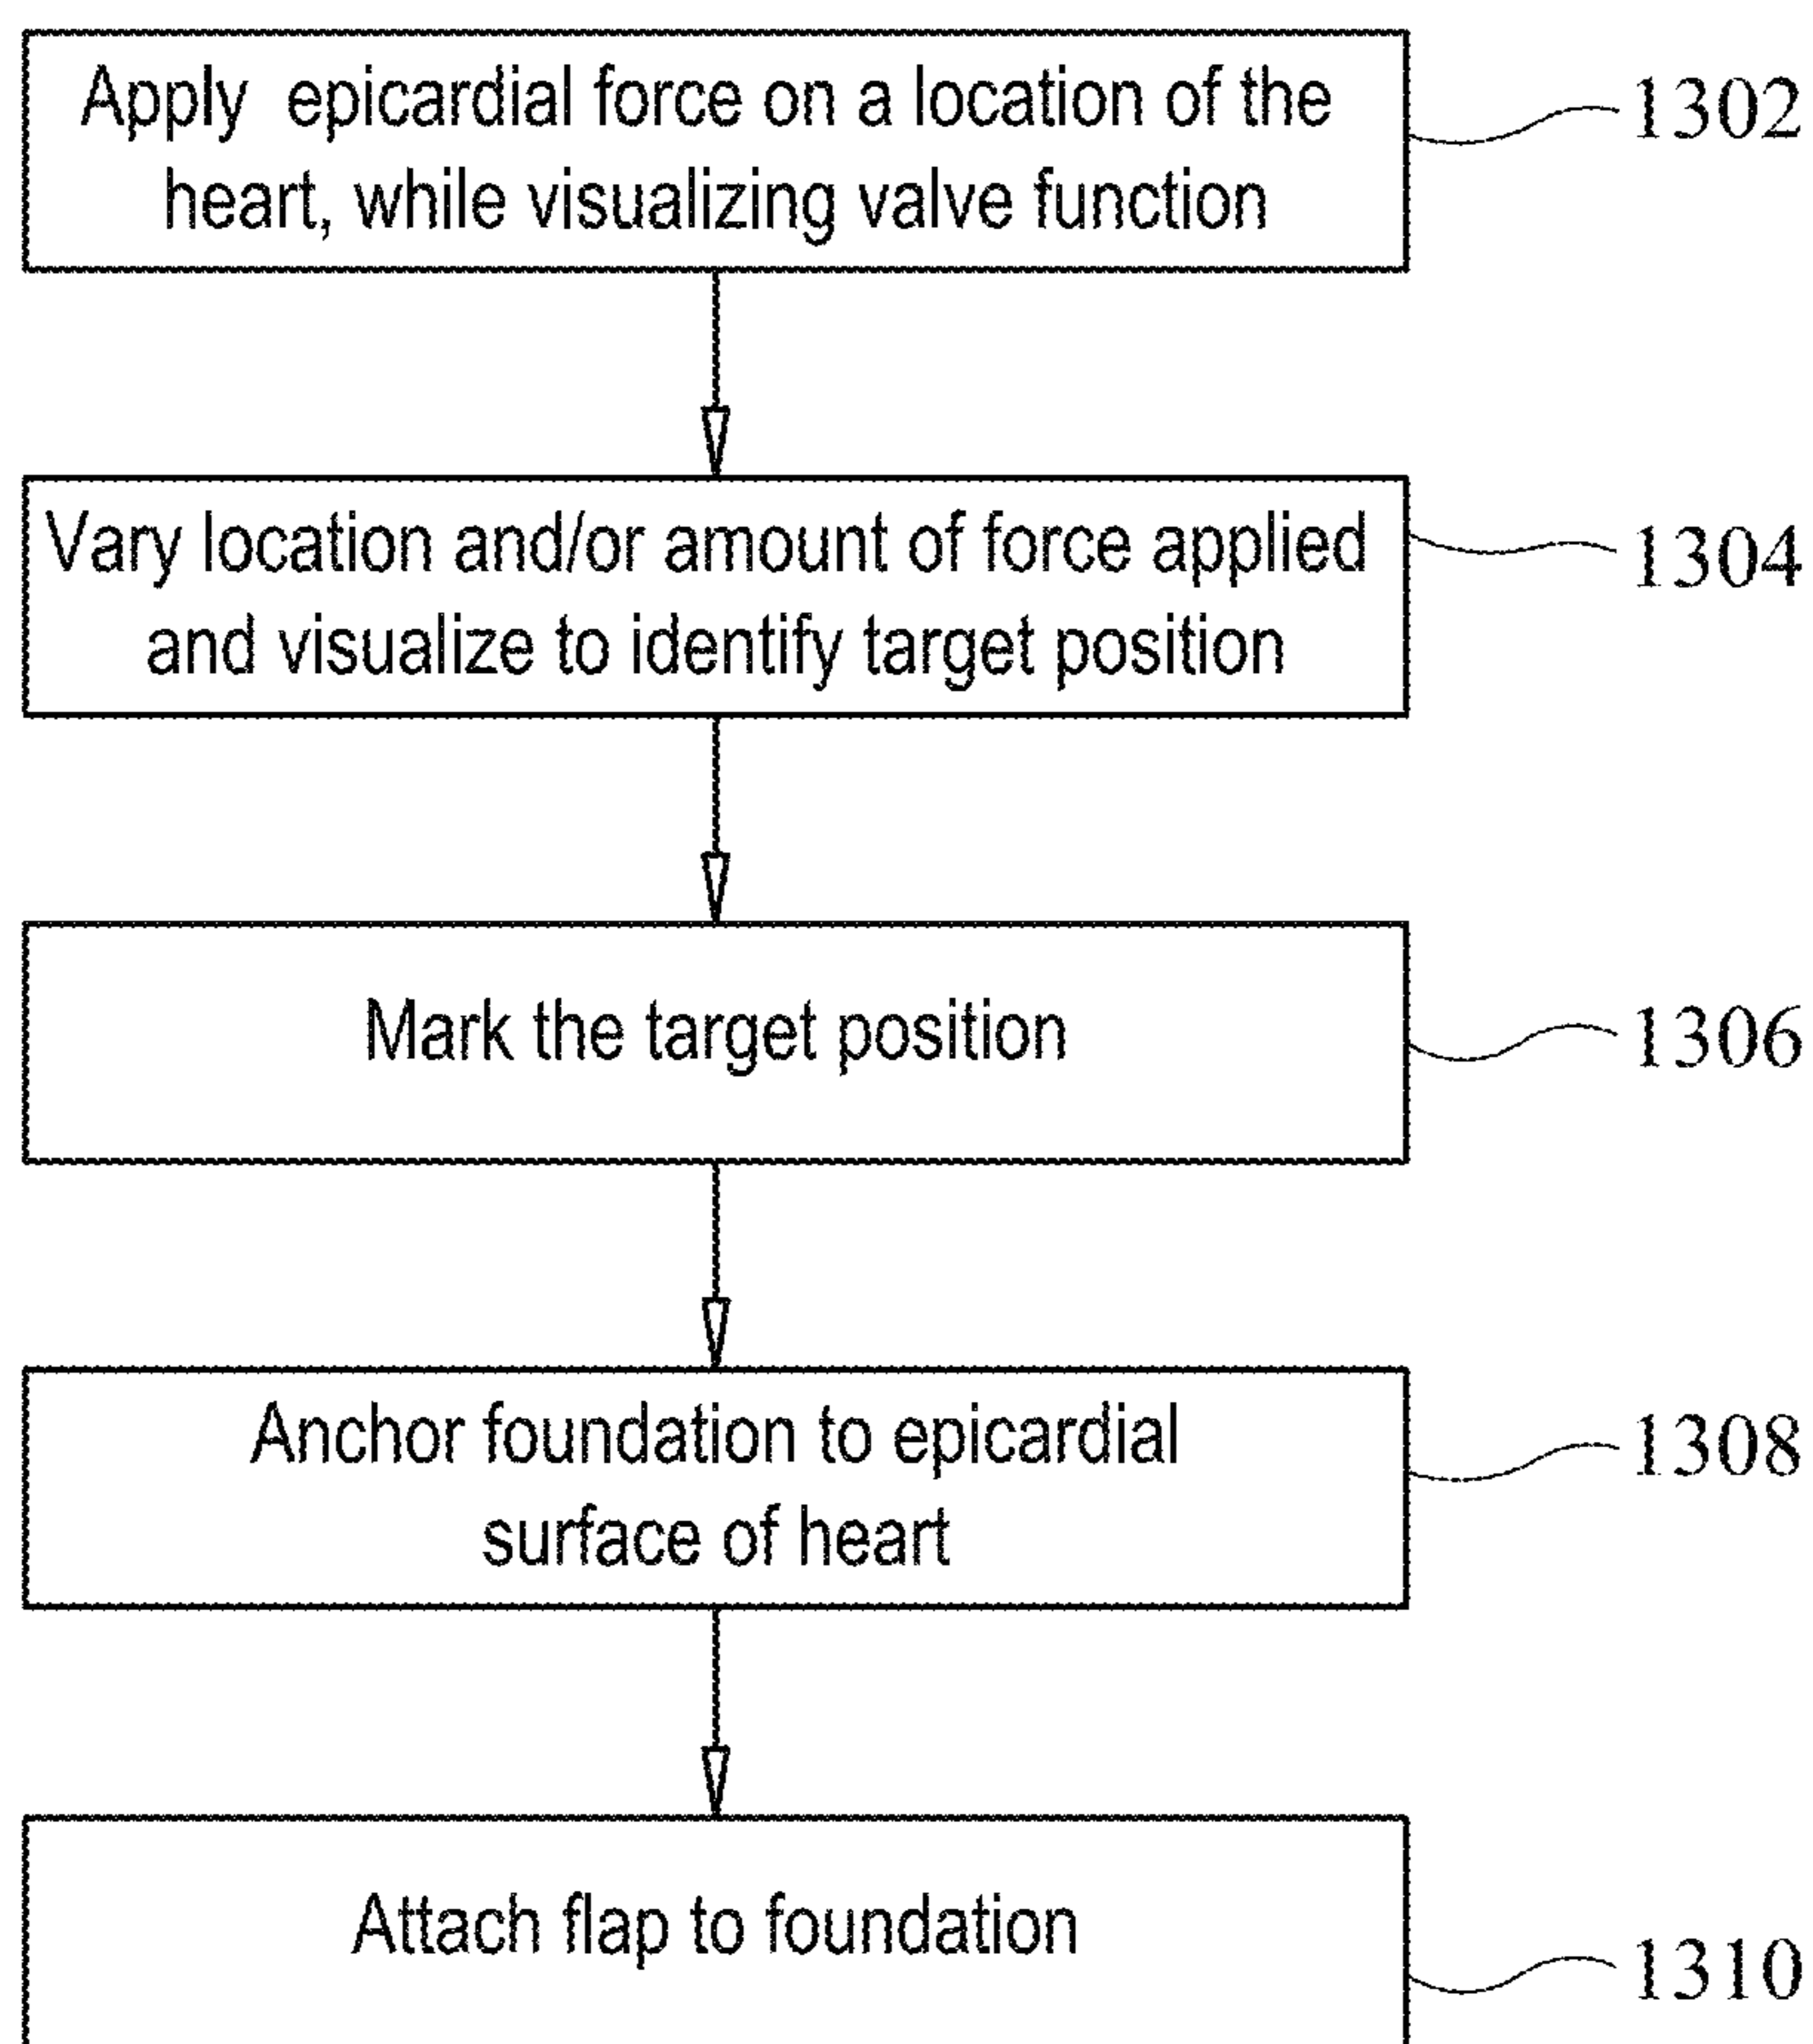 Apply epicardial force on a location of the
heart, while visualizing valve function
1302
Vary location and/or amount of force applied
and visualize to identify target position
1304
Mark the target position
1306
Anchor foundation to epicardial
surface of heart
1308
Attach flap to foundation
1310